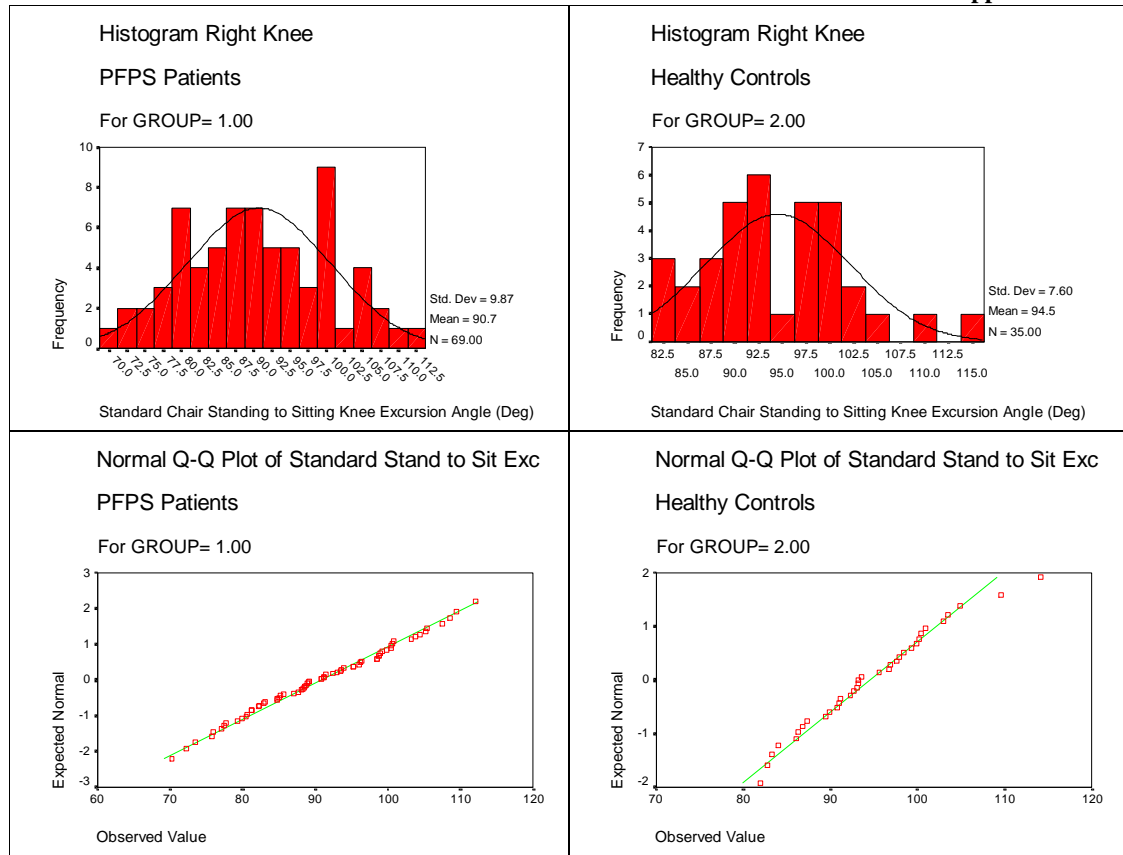 Histogram Right Knee
PFPS Patients
For GROUP= 1.00
10
8
6
4
2
0
Frequency
Std. Dev = 9.87
Mean = 90.7
N = 69.00
70.0 72.5 75.0 77.5 80.0 82.5 85.0 87.5 90.0 92.5 95.0 97.5 100.0 102.5 105.0 107.5 110.0 112.5
Standard Chair Standing to Sitting Knee Excursion Angle (Deg)
Histogram Right Knee
Healthy Controls
For GROUP= 2.00
7
6
5
4
3
2
1
0
Frequency
Std. Dev = 7.60
Mean = 94.5
N = 35.00
82.5 87.5 92.5 97.5 102.5 107.5 112.5
85.0 90.0 95.0 100.0 105.0 110.0 115.0
Standard Chair Standing to Sitting Knee Excursion Angle (Deg)
Normal Q-Q Plot of Standard Stand to Sit Exc
PFPS Patients
For GROUP= 1.00
3
2
1
0
-1
-2
-3
Expected Normal
60 70 80 90 100 110 120
Observed Value
Normal Q-Q Plot of Standard Stand to Sit Exc
Healthy Controls
For GROUP= 2.00
2
1
0
-1
-2
Expected Normal
70 80 90 100 110 120
Observed Value